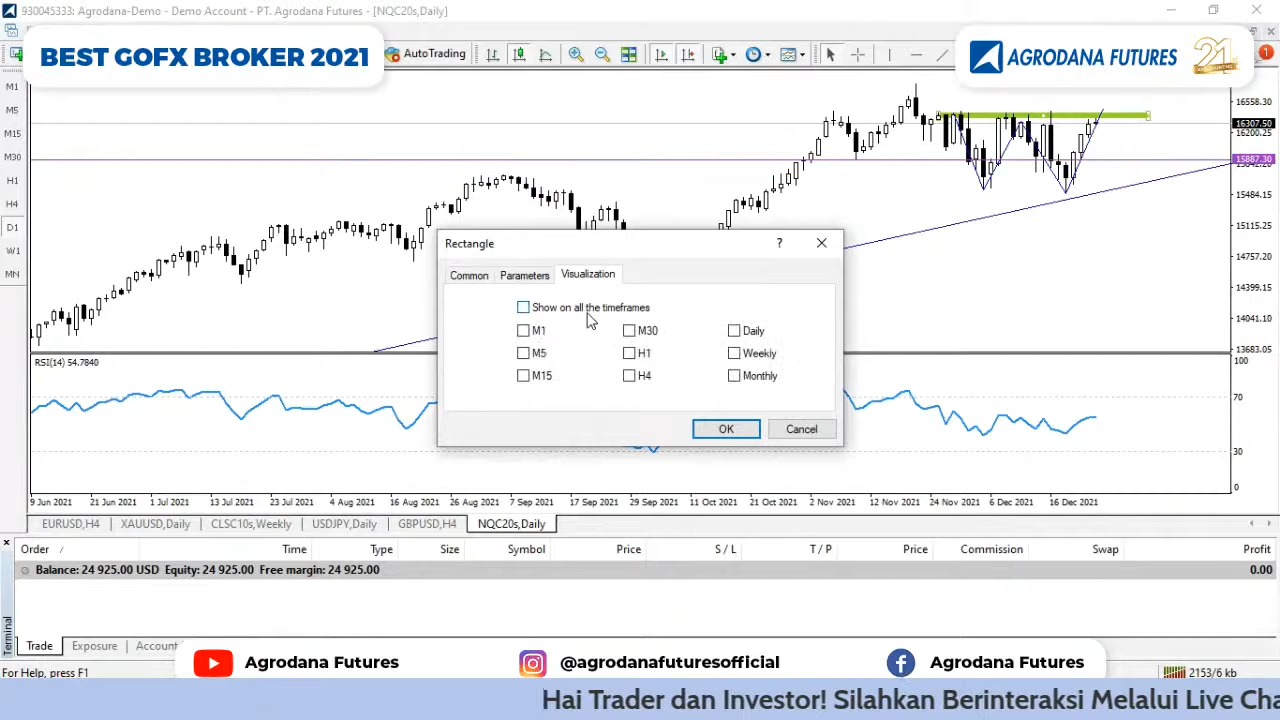 930045333: Agrodana-Demo - Demo Account - PT. Agrodana Futures - [NQC20s,Daily]
BEST GOFX BROKER 2021
AutoTrading
AGRODANA FUTURES
21
1
M1
M5
M15
M30
H1
H4
D1
W1
MN
16558.30
16307.50
16200.25
15887.30
15484.15
15115.25
14757.20
14399.15
14041.10
13683.05
Rectangle
?
Common
Parameters
Visualization
Show on all the timeframes
M1
M30
Daily
M5
H1
Weekly
M15
H4
Monthly
OK
Cancel
RSI(14) 54.7840
100
70
30
0
9 Jun 2021
21 Jun 2021
1 Jul 2021
13 Jul 2021
23 Jul 2021
4 Aug 2021
16 Aug 2021
26 Aug 2021
7 Sep 2021
17 Sep 2021
29 Sep 2021
11 Oct 2021
21 Oct 2021
2 Nov 2021
12 Nov 2021
24 Nov 2021
6 Dec 2021
16 Dec 2021
EURUSD,H4
XAUUSD,Daily
CLSC10s,Weekly
USDJPY,Daily
GBPUSD,H4
NQC20s,Daily
Order / Time Type Size Symbol Price S / L T / P Price Commission Swap Profit
Balance: 24 925.00 USD Equity: 24 925.00 Free margin: 24 925.00 0.00
Terminal
Trade
Exposure
Account
For Help, press F1
Agrodana Futures
@agrodanafuturesofficial
Agrodana Futures
2153/6 kb
Hai Trader dan Investor! Silahkan Berinteraksi Melalui Live Cha